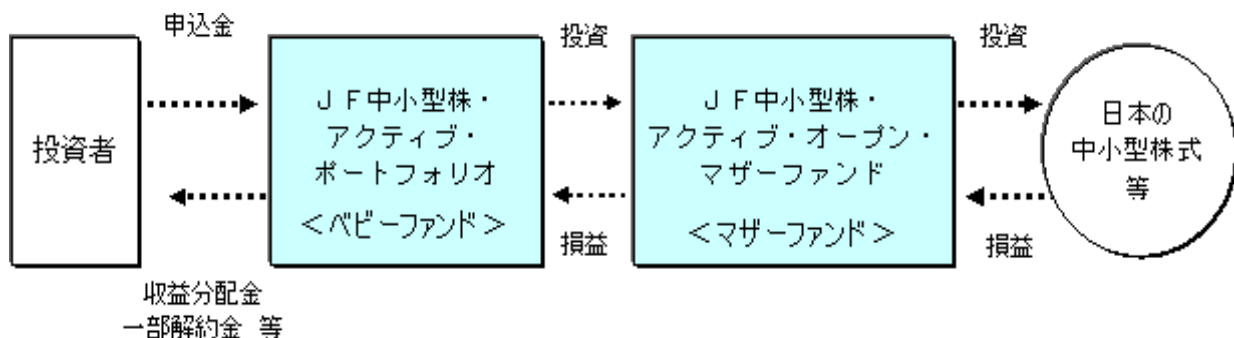 申込金
投資
投資
投資者
ＪＦ中小型株・
アクティブ・
ポートフォリオ
＜ベビーファンド＞
ＪＦ中小型株・
アクティブ・オープン・
マザーファンド
＜マザーファンド＞
日本の
中小型株式
等
損益
損益
収益分配金
一部解約金 等